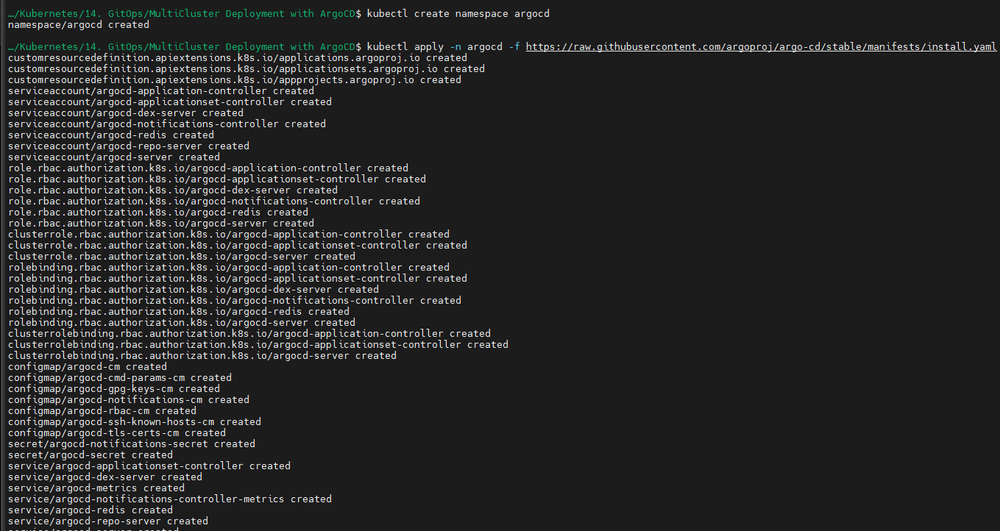 …/Kubernetes/14. GitOps/MultiCluster Deployment with ArgoCD$ kubectl create namespace argocd
namespace/argocd created
…/Kubernetes/14. GitOps/MultiCluster Deployment with ArgoCD$ kubectl apply -n argocd -f https://raw.githubusercontent.com/argoproj/argo-cd/stable/manifests/install.yaml
customresourcedefinition.apiextensions.k8s.io/applications.argoproj.io created
customresourcedefinition.apiextensions.k8s.io/applicationsets.argoproj.io created
customresourcedefinition.apiextensions.k8s.io/appprojects.argoproj.io created
serviceaccount/argocd-application-controller created
serviceaccount/argocd-applicationset-controller created
serviceaccount/argocd-dex-server created
serviceaccount/argocd-notifications-controller created
serviceaccount/argocd-redis created
serviceaccount/argocd-repo-server created
serviceaccount/argocd-server created
role.rbac.authorization.k8s.io/argocd-application-controller created
role.rbac.authorization.k8s.io/argocd-applicationset-controller created
role.rbac.authorization.k8s.io/argocd-dex-server created
role.rbac.authorization.k8s.io/argocd-notifications-controller created
role.rbac.authorization.k8s.io/argocd-redis created
role.rbac.authorization.k8s.io/argocd-server created
clusterrole.rbac.authorization.k8s.io/argocd-application-controller created
clusterrole.rbac.authorization.k8s.io/argocd-applicationset-controller created
clusterrole.rbac.authorization.k8s.io/argocd-server created
rolebinding.rbac.authorization.k8s.io/argocd-application-controller created
rolebinding.rbac.authorization.k8s.io/argocd-applicationset-controller created
rolebinding.rbac.authorization.k8s.io/argocd-dex-server created
rolebinding.rbac.authorization.k8s.io/argocd-notifications-controller created
rolebinding.rbac.authorization.k8s.io/argocd-redis created
rolebinding.rbac.authorization.k8s.io/argocd-server created
clusterrolebinding.rbac.authorization.k8s.io/argocd-application-controller created
clusterrolebinding.rbac.authorization.k8s.io/argocd-applicationset-controller created
clusterrolebinding.rbac.authorization.k8s.io/argocd-server created
configmap/argocd-cm created
configmap/argocd-cmd-params-cm created
configmap/argocd-gpg-keys-cm created
configmap/argocd-notifications-cm created
configmap/argocd-rbac-cm created
configmap/argocd-ssh-known-hosts-cm created
configmap/argocd-tls-certs-cm created
secret/argocd-notifications-secret created
secret/argocd-secret created
service/argocd-applicationset-controller created
service/argocd-dex-server created
service/argocd-metrics created
service/argocd-notifications-controller-metrics created
service/argocd-redis created
service/argocd-repo-server created